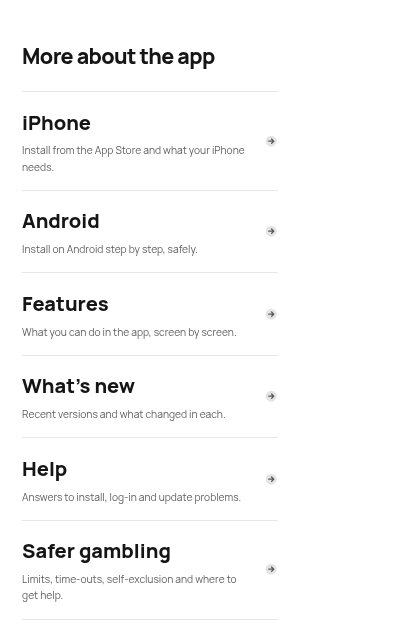 More about the app
iPhone
Install from the App Store and what your iPhone
needs.
Android
Install on Android step by step, safely.
Features
What you can do in the app, screen by screen.
What’s new
Recent versions and what changed in each.
Help
Answers to install, log-in and update problems.
Safer gambling
Limits, time-outs, self-exclusion and where to
get help.